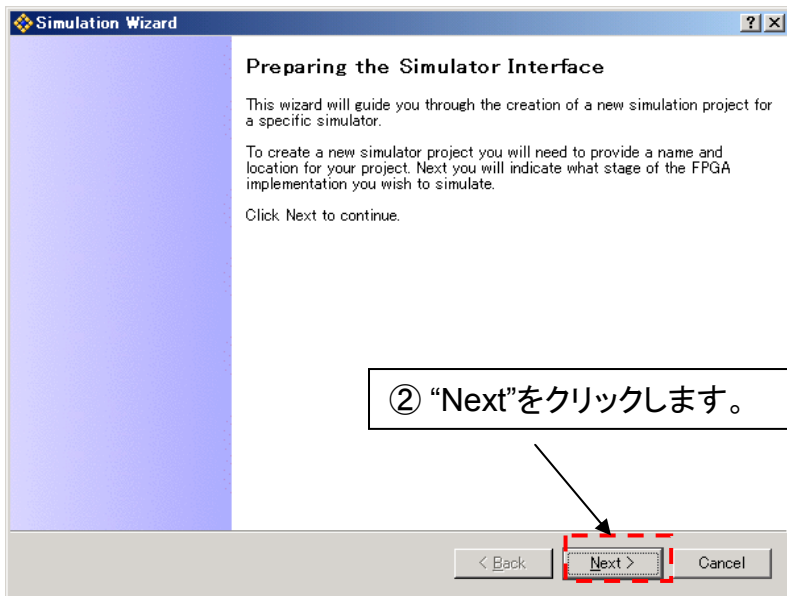 Simulation Wizard
Preparing the Simulator Interface
This wizard will guide you through the creation of a new simulation project for
a specific simulator.
To create a new simulator project you will need to provide a name and
location for your project. Next you will indicate what stage of the FPGA
implementation you wish to simulate.
Click Next to continue.
② “Next”をクリックします。
< Back
Next >
Cancel